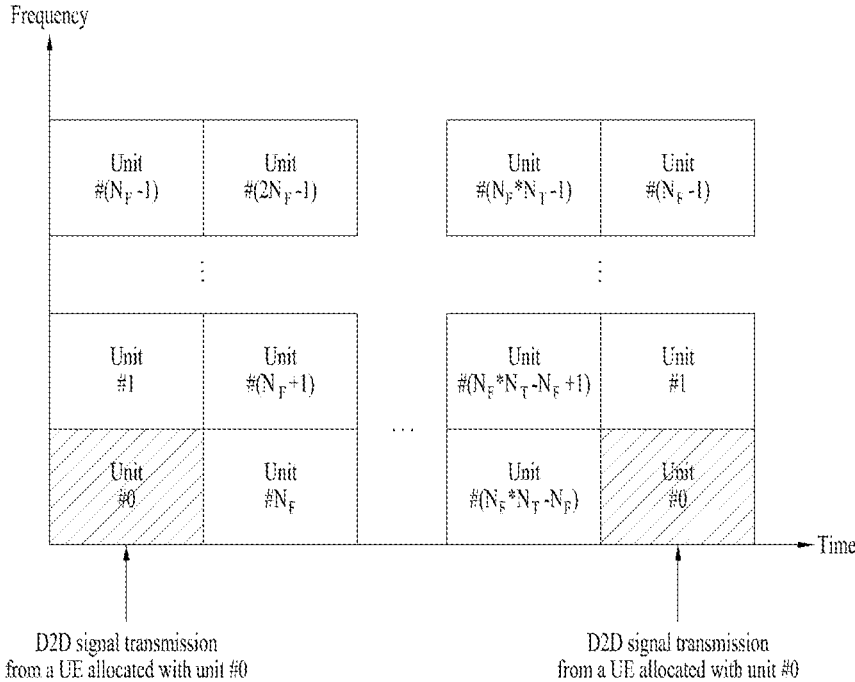 Frequency
Unit
#(N_F -1)
Unit
#(2N_F -1)
Unit
#(N_F*N_T -1)
Unit
#(N_F -1)
⋮
⋮
Unit
#1
Unit
#(N_F +1)
Unit
#(N_F*N_T -N_F +1)
Unit
#1
...
Unit
#0
Unit
#N_F
Unit
#(N_F*N_T -N_F)
Unit
#0
Time
D2D signal transmission
from a UE allocated with unit #0
D2D signal transmission
from a UE allocated with unit #0